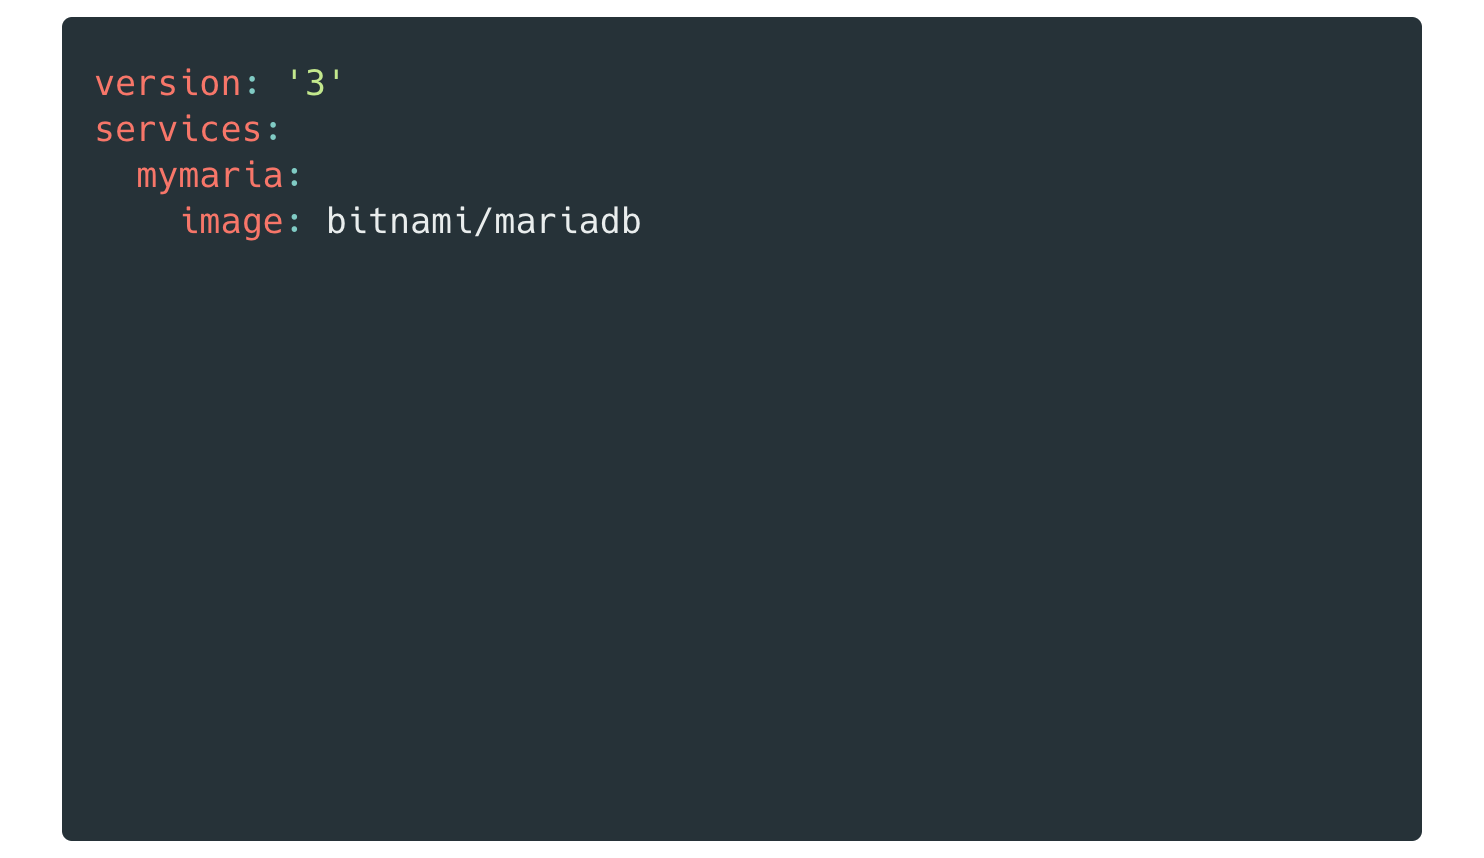 version: '3'
services:
  mymaria:
    image: bitnami/mariadb